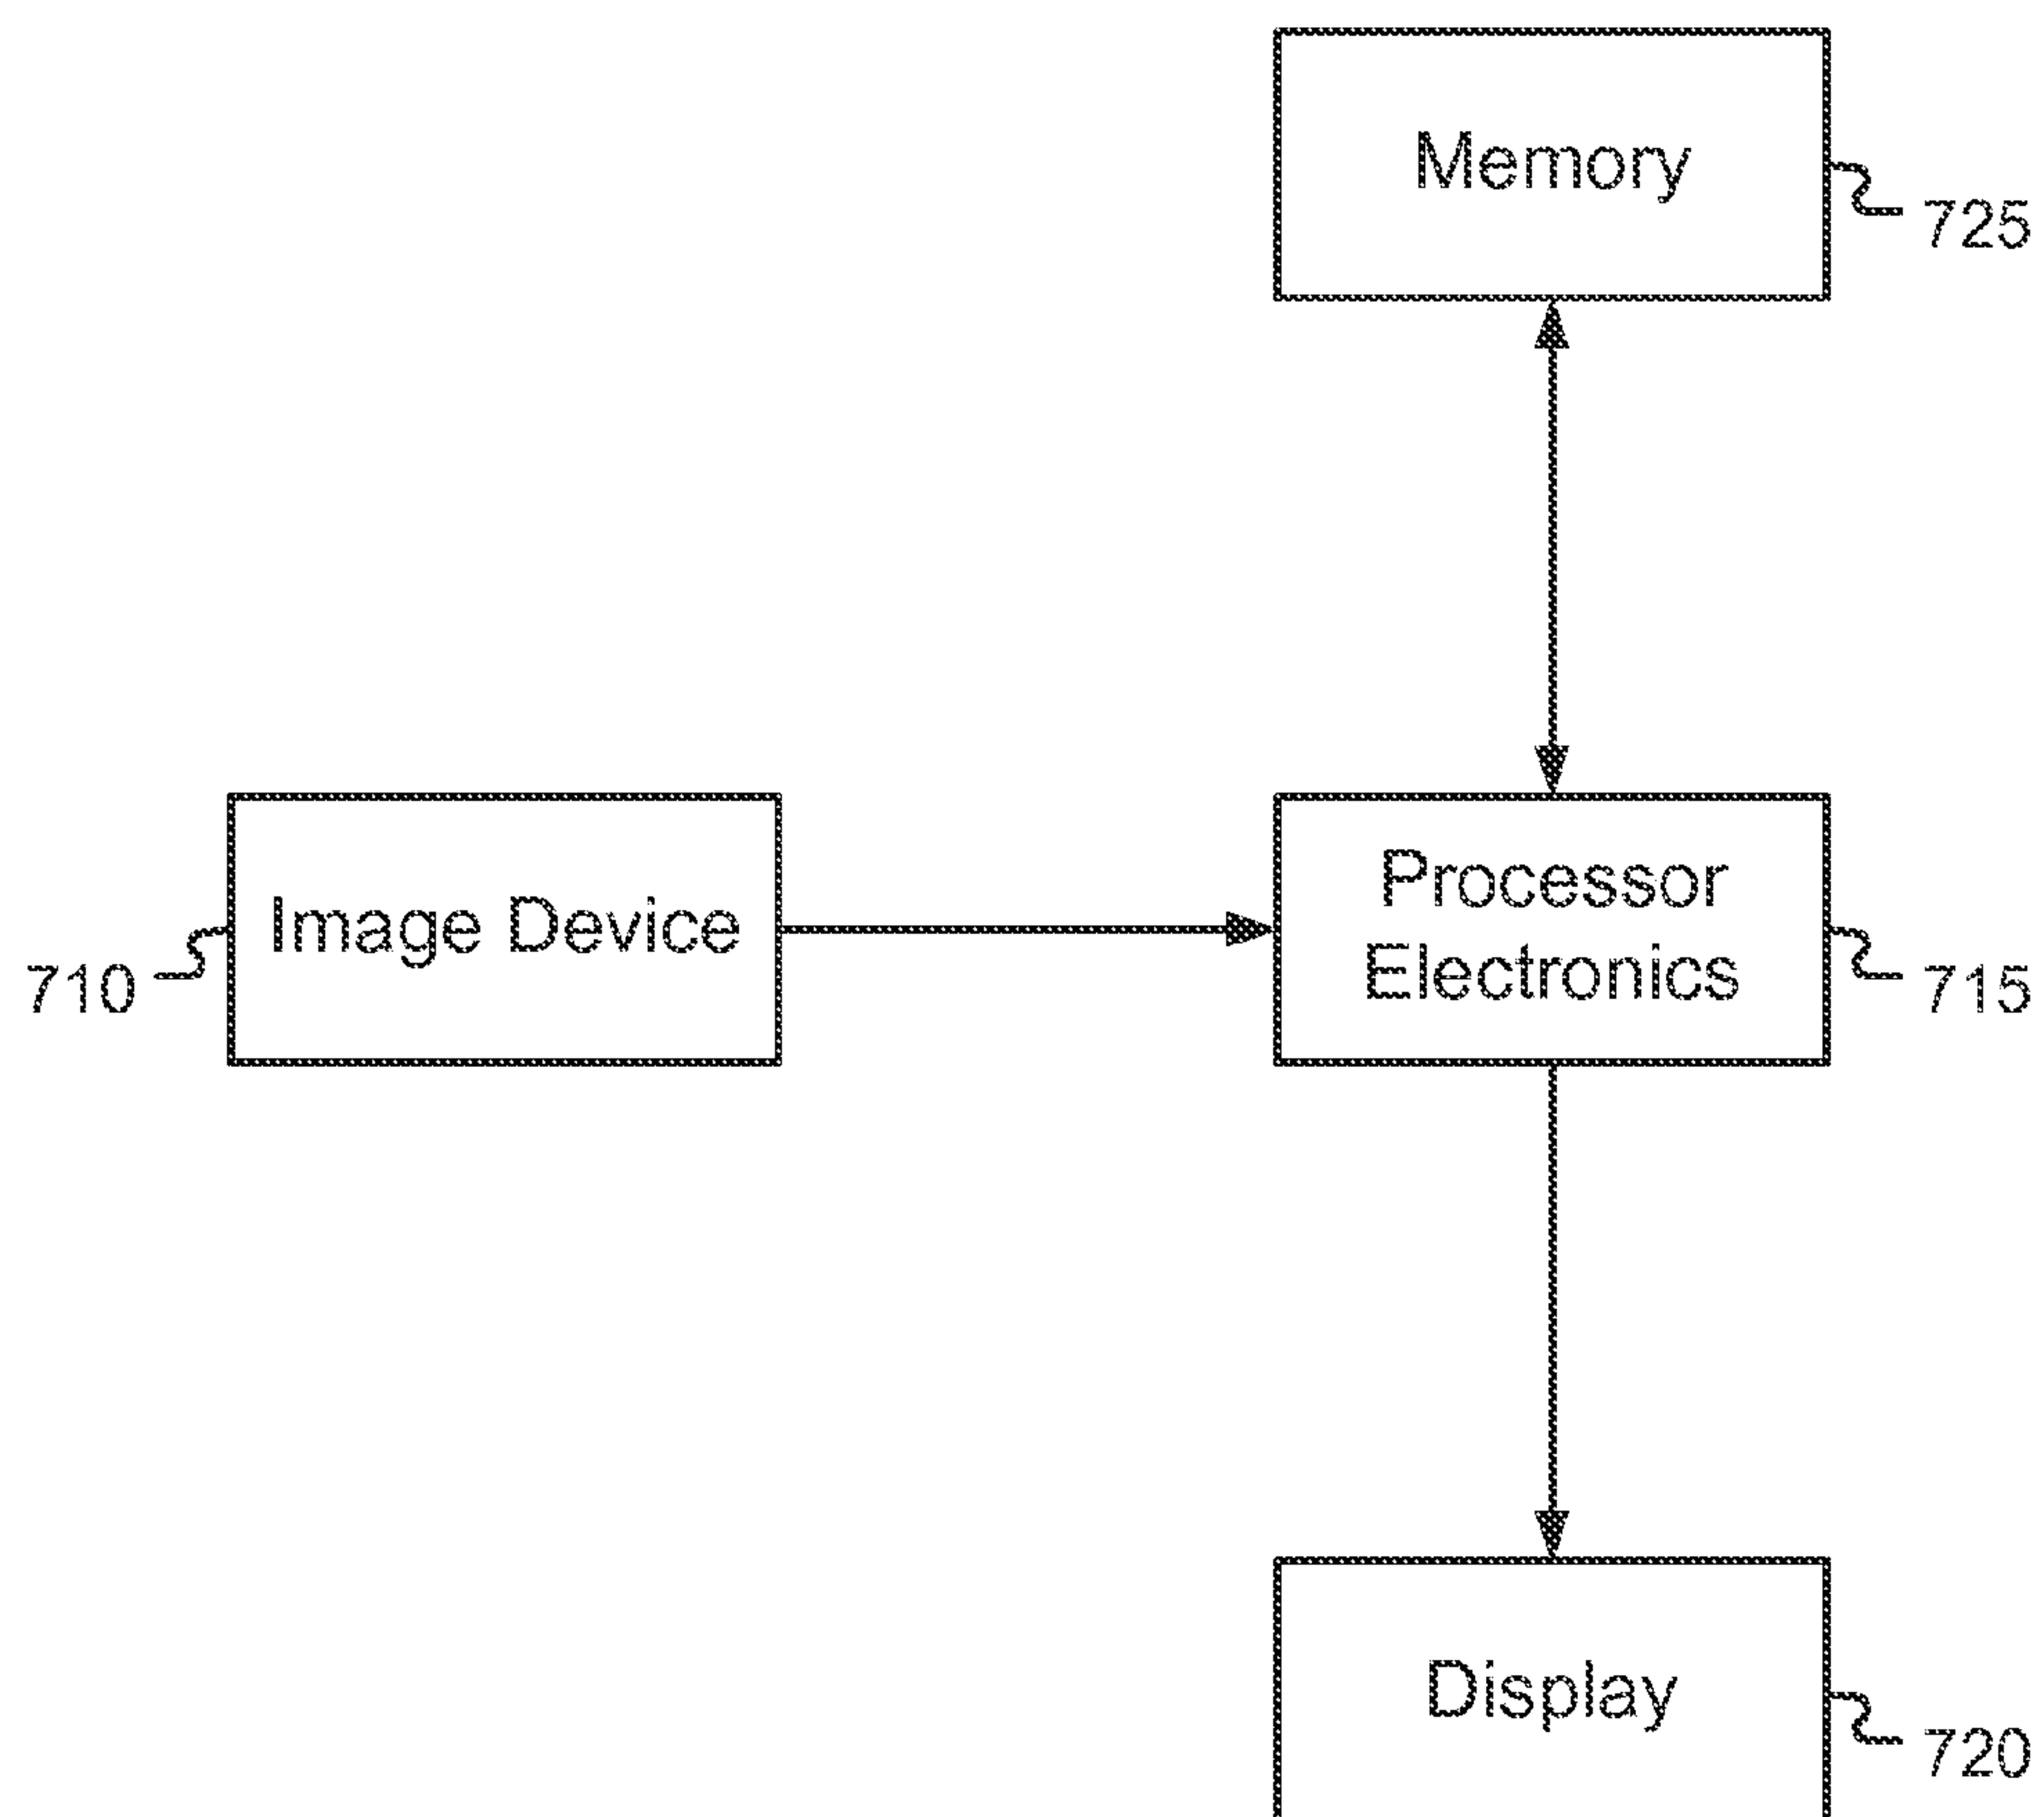 Memory
725
Image Device
710
Processor
Electronics
715
Display
720